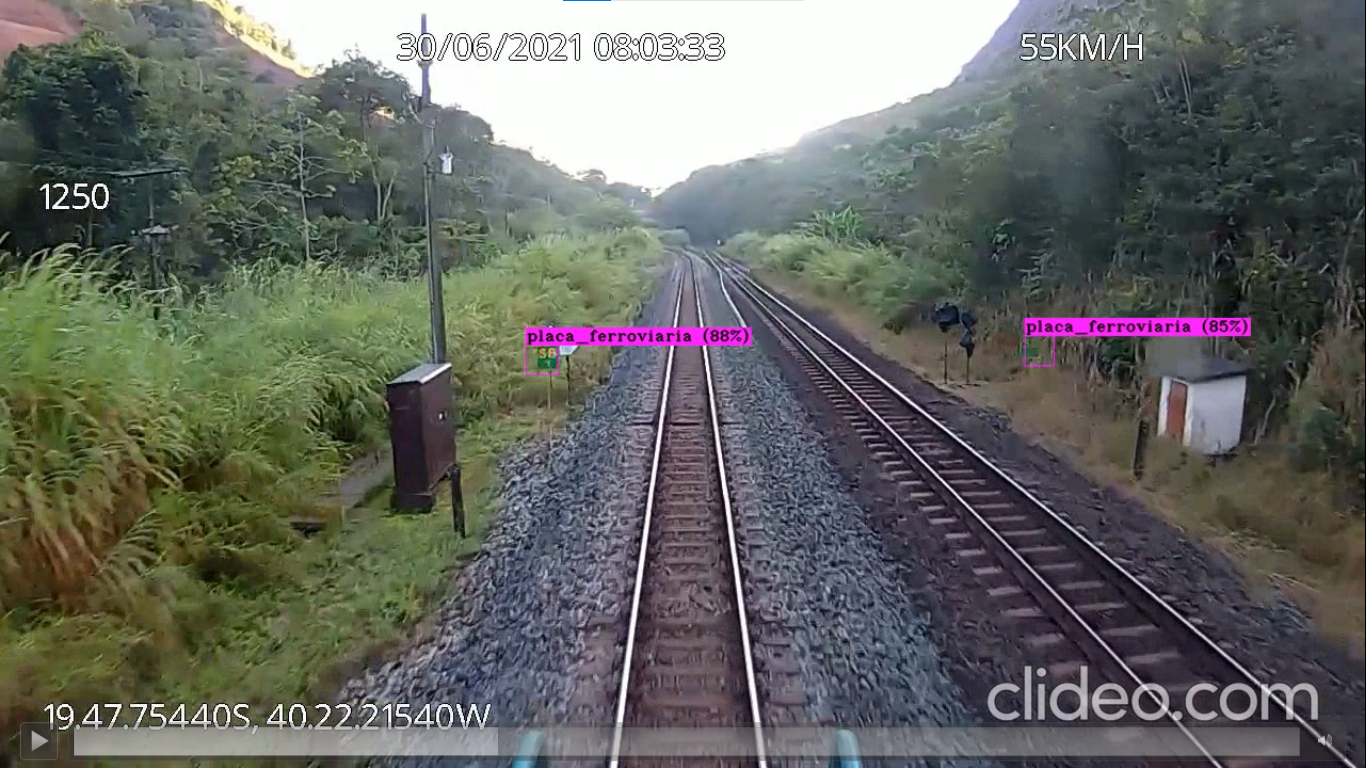 30/06/2021 08:03:33
55KM/H
1250
placa_ferroviaria (85%)
placa_ferroviaria (88%)
SB
19.47.75440S, 40.22.21540W
clideo.com